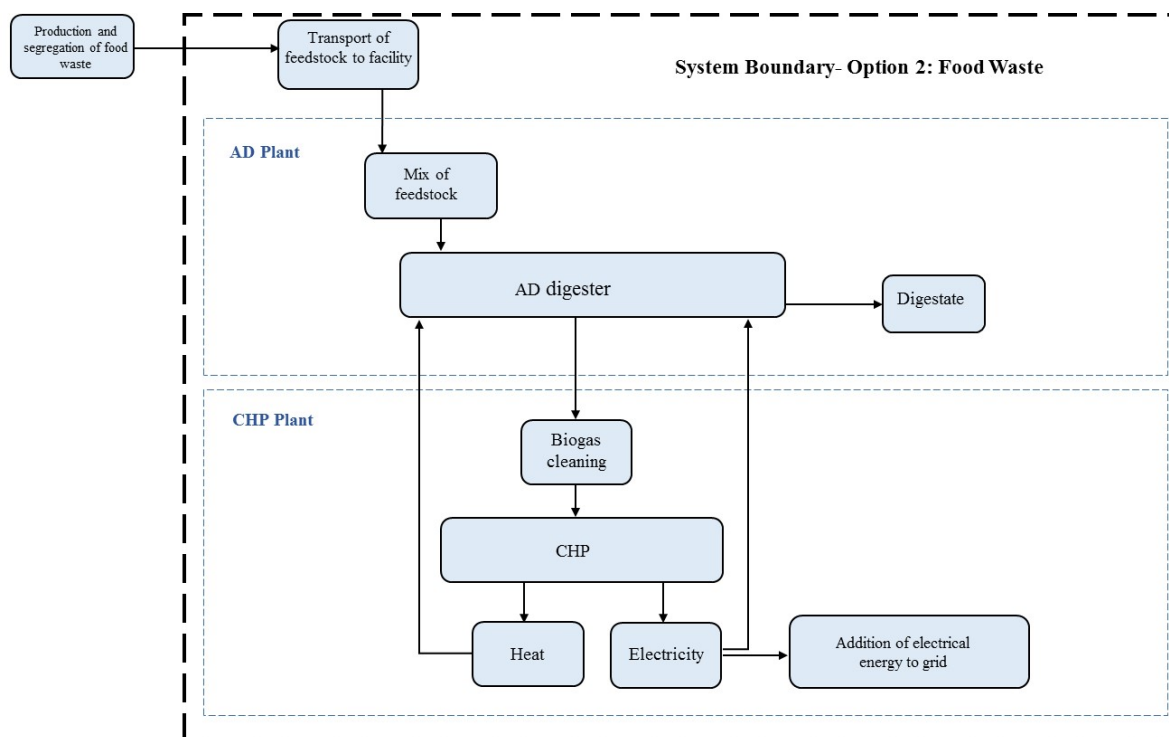 Production and
segregation of food
waste
Transport of
feedstock to facility
System Boundary- Option 2: Food Waste
AD Plant
Mix of
feedstock
AD digester
Digestate
CHP Plant
Biogas
cleaning
CHP
Heat
Electricity
Addition of electrical
energy to grid